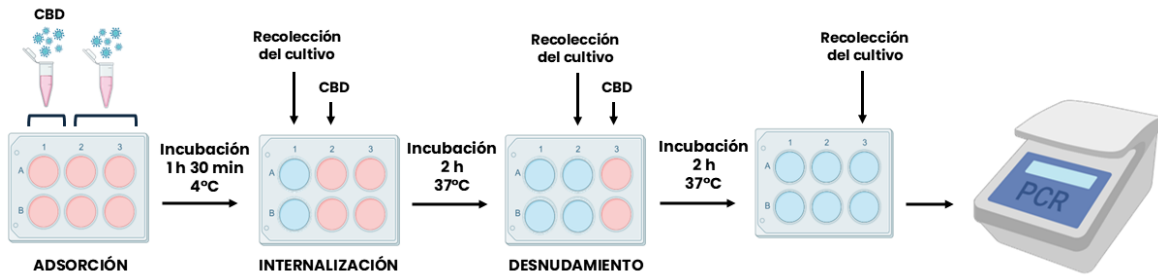 CBD
1 2 3
A
B
ADSORCIÓN
Incubación
1 h 30 min
4ºC
Recolección
del cultivo
CBD
1 2 3
A
B
INTERNALIZACIÓN
Incubación
2 h
37ºC
Recolección
del cultivo
CBD
1 2 3
A
B
DESNUDAMIENTO
Incubación
2 h
37ºC
Recolección
del cultivo
1 2 3
A
B
PCR